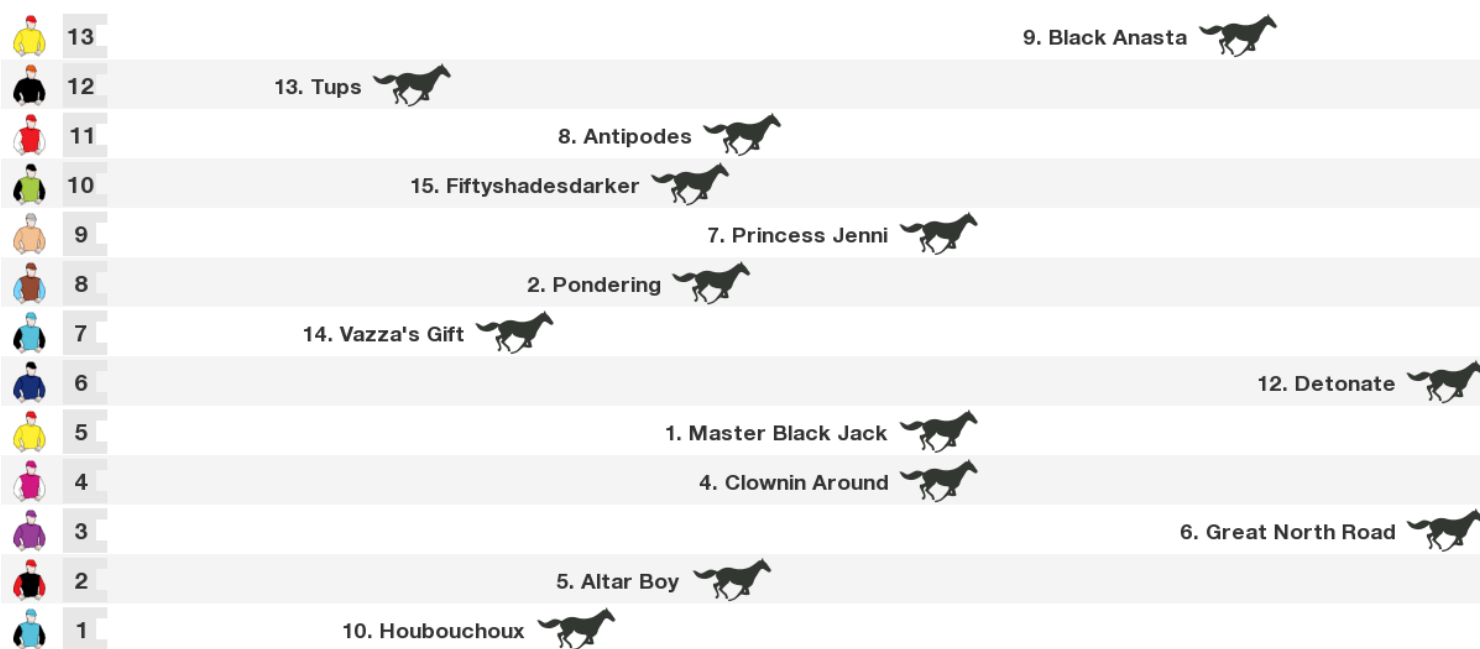 13 9. Black Anasta
12 13. Tups
11 8. Antipodes
10 15. Fiftyshadesdarker
9 7. Princess Jenni
8 2. Pondering
7 14. Vazza's Gift
6 12. Detonate
5 1. Master Black Jack
4 4. Clownin Around
3 6. Great North Road
2 5. Altar Boy
1 10. Houbouchoux